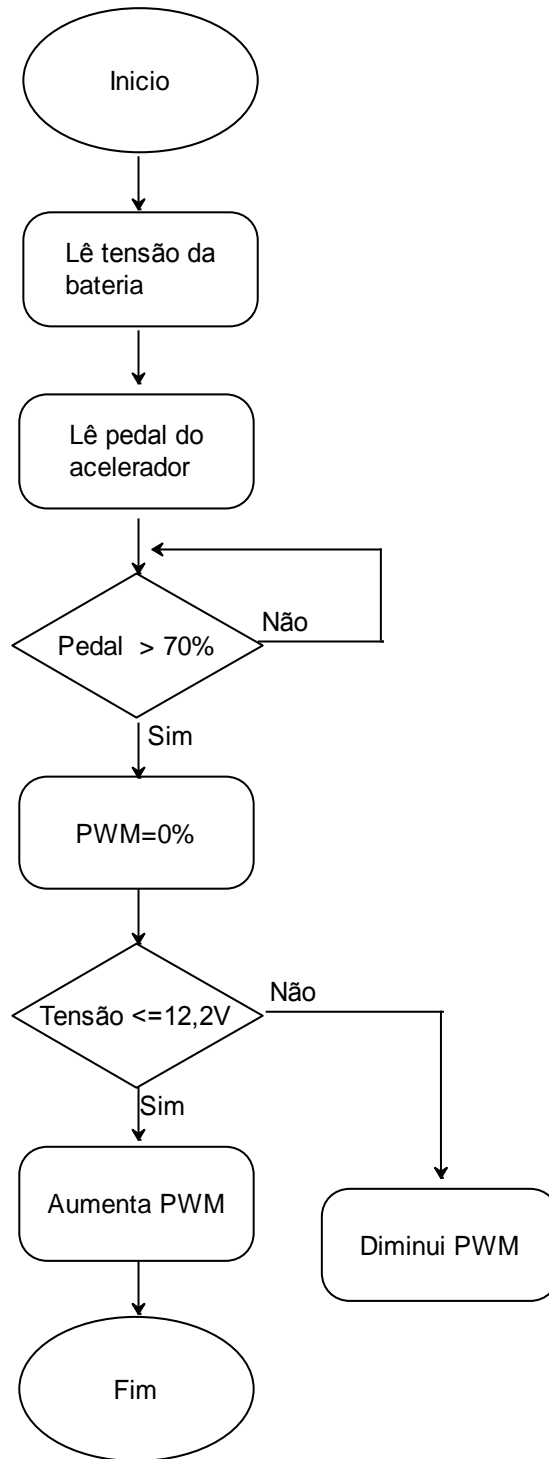 Inicio
Lê tensão da
bateria
Lê pedal do
acelerador
Pedal > 70%
Não
Sim
PWM=0%
Tensão <=12,2V
Não
Sim
Aumenta PWM
Diminui PWM
Fim